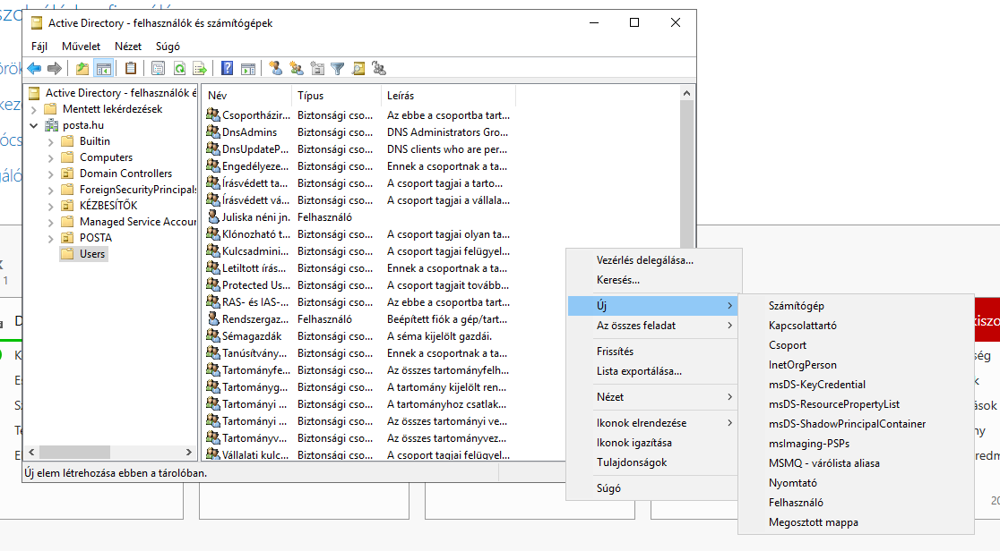 Active Directory - felhasználók és számítógépek
Fájl Művelet Nézet Súgó
Active Directory - felhasználók é
Mentett lekérdezések
posta.hu
Builtin
Computers
Domain Controllers
ForeignSecurityPrincipals
KÉZBESÍTŐK
Managed Service Accour
POSTA
Users
Név Típus Leírás
Csoportházir... Biztonsági cso... Az ebbe a csoportba tart...
DnsAdmins Biztonsági cso... DNS Administrators Gro...
DnsUpdateP... Biztonsági cso... DNS clients who are per...
Engedélyeze... Biztonsági cso... Ennek a csoportnak a ta...
Írásvédett ta... Biztonsági cso... A csoport tagjai a tarto...
Írásvédett vá... Biztonsági cso... A csoport tagjai a vállala...
Juliska néni jn. Felhasználó
Klónozható t... Biztonsági cso... A csoport tagjai olyan ta...
Kulcsadmini... Biztonsági cso... A csoport tagjai felügyel...
Letiltott írás... Biztonsági cso... Ennek a csoportnak a ta...
Protected Us... Biztonsági cso... A csoport tagjait tovább...
RAS- és IAS-... Biztonsági cso... Az ebbe a csoportba tart...
Rendszergaz... Felhasználó Beépített fiók a gép/tart...
Sémagazdák Biztonsági cso... A séma kijelölt gazdái.
Tanúsítvány... Biztonsági cso... Ennek a csoportnak a ta...
Tartományfe... Biztonsági cso... Az összes tartományfelh...
Tartományg... Biztonsági cso... A tartomány kijelölt ren...
Tartományi ... Biztonsági cso... A tartományhoz csatlak...
Tartományi ... Biztonsági cso... Az összes tartományi ve...
Tartományv... Biztonsági cso... Az összes tartományvez...
Vállalati kulc... Biztonsági cso... A csoport tagjai felügyel...
Új elem létrehozása ebben a tárolóban.
Vezérlés delegálása...
Keresés...
Új
Az összes feladat
Frissítés
Lista exportálása...
Nézet
Ikonok elrendezése
Ikonok igazítása
Tulajdonságok
Súgó
Számítógép
Kapcsolattartó
Csoport
InetOrgPerson
msDS-KeyCredential
msDS-ResourcePropertyList
msDS-ShadowPrincipalContainer
msImaging-PSPs
MSMQ - várólista aliasa
Nyomtató
Felhasználó
Megosztott mappa